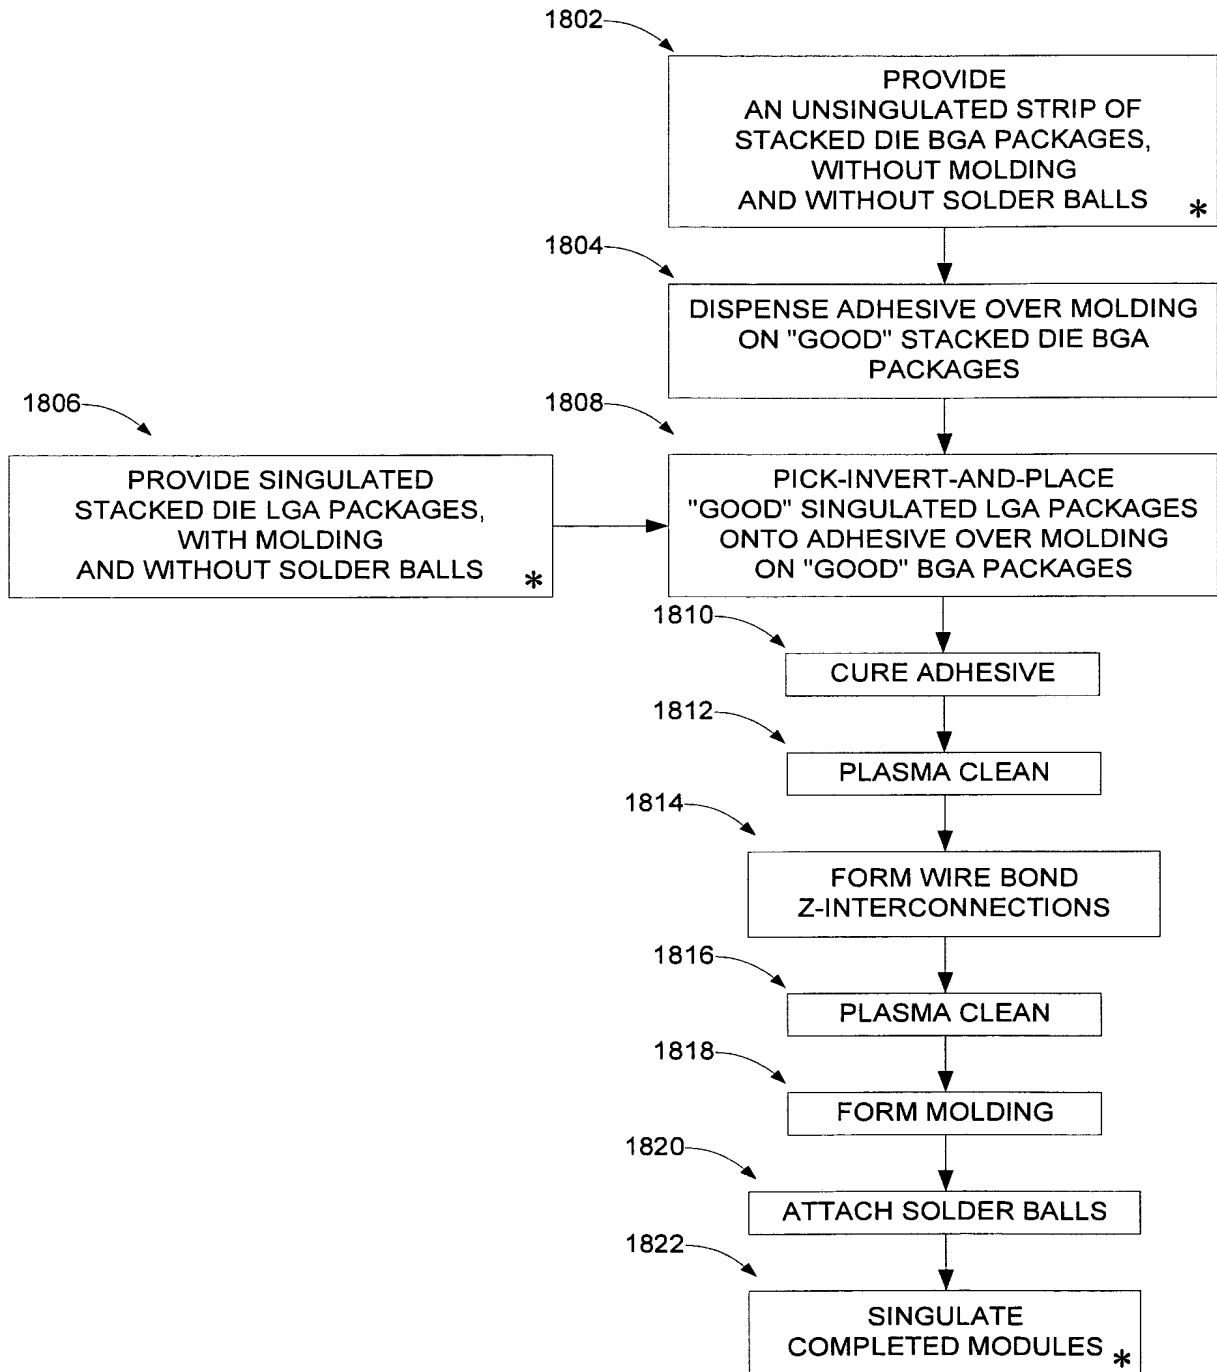 1802
PROVIDE
AN UNSINGULATED STRIP OF
STACKED DIE BGA PACKAGES,
WITHOUT MOLDING
AND WITHOUT SOLDER BALLS *
1804
DISPENSE ADHESIVE OVER MOLDING
ON "GOOD" STACKED DIE BGA
PACKAGES
1806
PROVIDE SINGULATED
STACKED DIE LGA PACKAGES,
WITH MOLDING
AND WITHOUT SOLDER BALLS *
1808
PICK-INVERT-AND-PLACE
"GOOD" SINGULATED LGA PACKAGES
ONTO ADHESIVE OVER MOLDING
ON "GOOD" BGA PACKAGES
1810
CURE ADHESIVE
1812
PLASMA CLEAN
1814
FORM WIRE BOND
Z-INTERCONNECTIONS
1816
PLASMA CLEAN
1818
FORM MOLDING
1820
ATTACH SOLDER BALLS
1822
SINGULATE
COMPLETED MODULES *